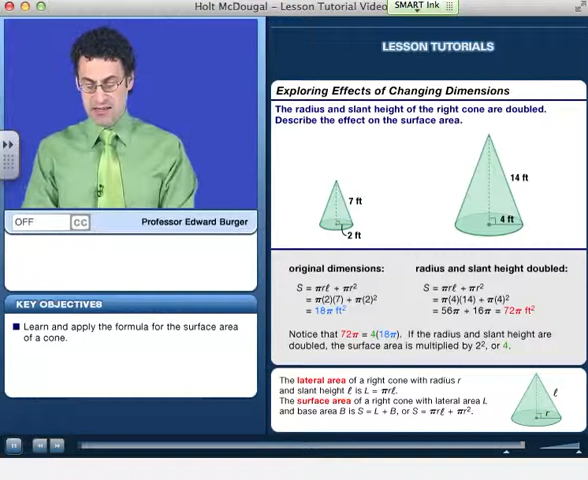 Holt McDougal - Lesson Tutorial Video
SMART Ink
LESSON TUTORIALS
Exploring Effects of Changing Dimensions
The radius and slant height of the right cone are doubled.
Describe the effect on the surface area.
7 ft
2 ft
14 ft
4 ft
OFF CC Professor Edward Burger
KEY OBJECTIVES
Learn and apply the formula for the surface area
of a cone.
original dimensions:
S = πrℓ + πr²
= π(2)(7) + π(2)²
= 18π ft²
radius and slant height doubled:
S = πrℓ + πr²
= π(4)(14) + π(4)²
= 56π + 16π = 72π ft²
Notice that 72π = 4(18π). If the radius and slant height are
doubled, the surface area is multiplied by 2², or 4.
The lateral area of a right cone with radius r
and slant height ℓ is L = πrℓ.
The surface area of a right cone with lateral area L
and base area B is S = L + B, or S = πrℓ + πr².
ℓ
r